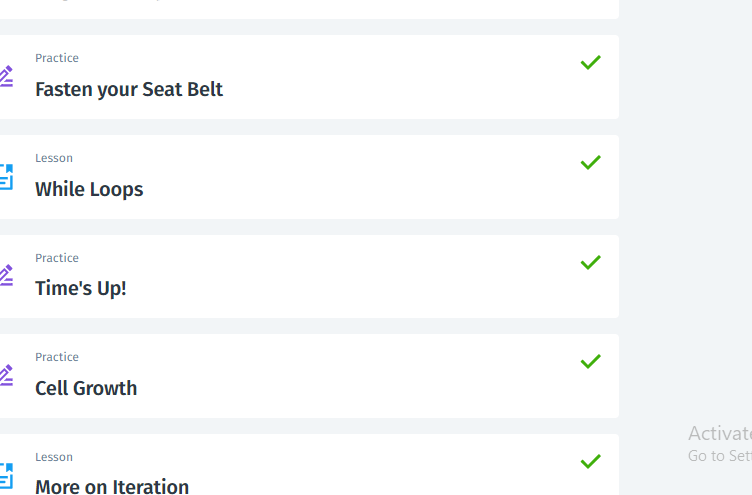 Practice
Fasten your Seat Belt
Lesson
While Loops
Practice
Time's Up!
Practice
Cell Growth
Lesson
More on Iteration
Activate
Go to Sett